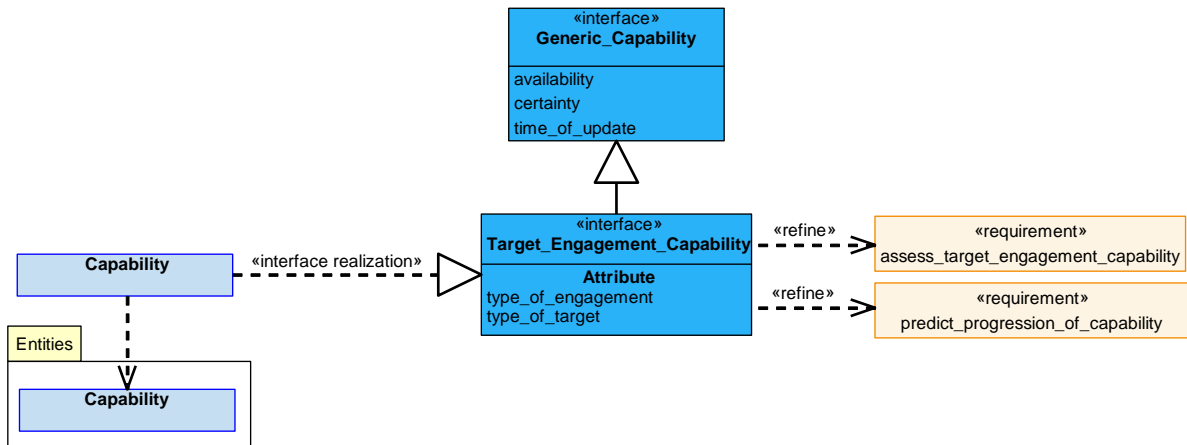 «interface»
Generic_Capability
availability
certainty
time_of_update
«interface»
Target_Engagement_Capability
Attribute
type_of_engagement
type_of_target
«refine»
«requirement»
assess_target_engagement_capability
«refine»
«requirement»
predict_progression_of_capability
Capability
«interface realization»
Entities
Capability